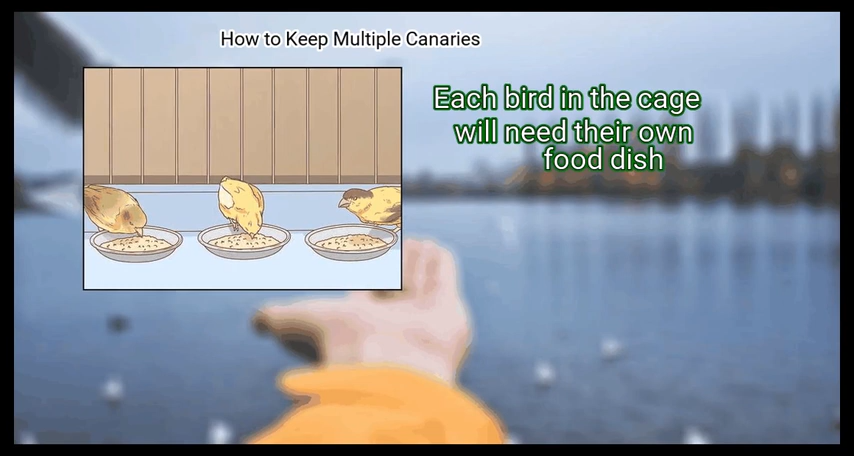 How to Keep Multiple Canaries
Each bird in the cage
will need their own
food dish